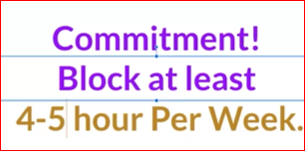 Commitment!
Block at least
4-5 hour Per Week.